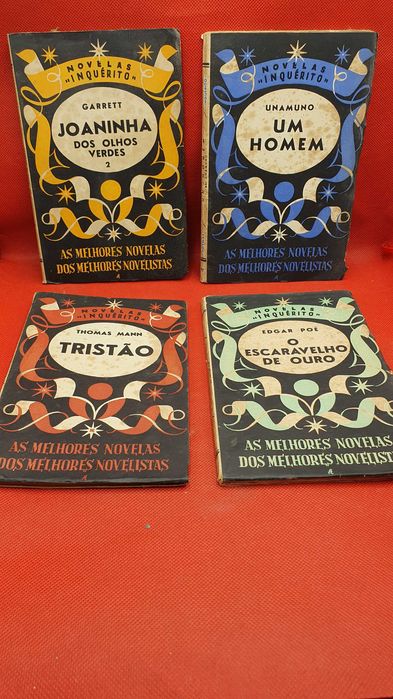 NOVELAS
"INQUÉRITO"
GARRETT
JOANINHA
DOS OLHOS
VERDES
2
AS MELHORES NOVELAS
DOS MELHORES NOVELISTAS
NOVELAS
"INQUÉRITO"
UNAMUNO
UM
HOMEM
AS MELHORES NOVELAS
DOS MELHORES NOVELISTAS
NOVELAS
"INQUÉRITO"
THOMAS MANN
TRISTÃO
AS MELHORES NOVELAS
DOS MELHORES NOVELISTAS
NOVELAS
"INQUÉRITO"
EDGAR POË
O
ESCARAVELHO
DE OURO
AS MELHORES NOVELAS
DOS MELHORES NOVELISTAS